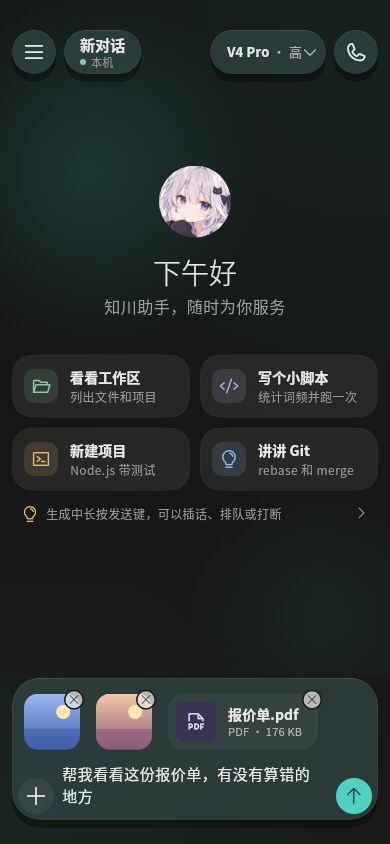 新对话
本机
V4 Pro · 高
下午好
知川助手，随时为你服务
看看工作区
列出文件和项目
写个小脚本
统计词频并跑一次
新建项目
Node.js 带测试
讲讲 Git
rebase 和 merge
生成中长按发送键，可以插话、排队或打断
PDF
报价单.pdf
PDF · 176 KB
帮我看看这份报价单，有没有算错的
地方